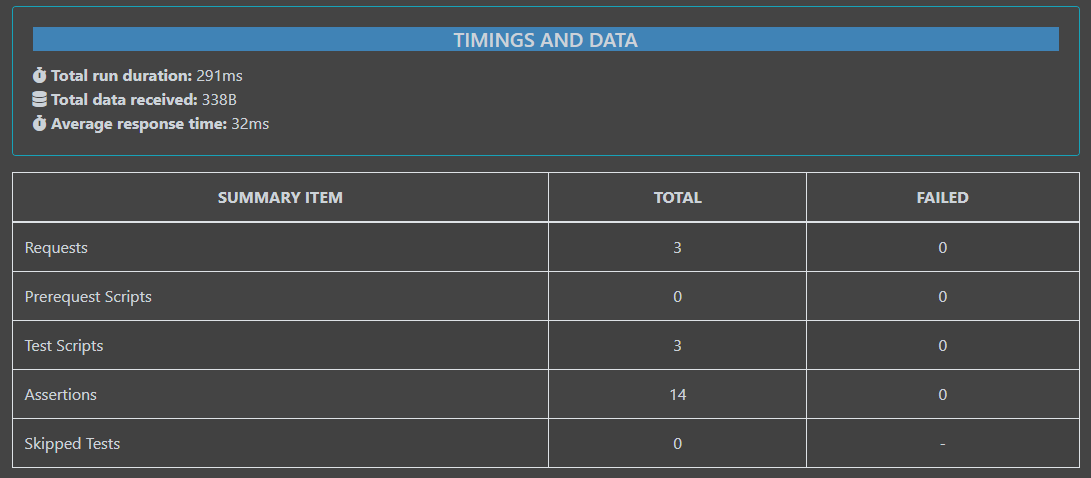 TIMINGS AND DATA
Total run duration: 291ms
Total data received: 338B
Average response time: 32ms
SUMMARY ITEM TOTAL FAILED
Requests 3 0
Prerequest Scripts 0 0
Test Scripts 3 0
Assertions 14 0
Skipped Tests 0 -